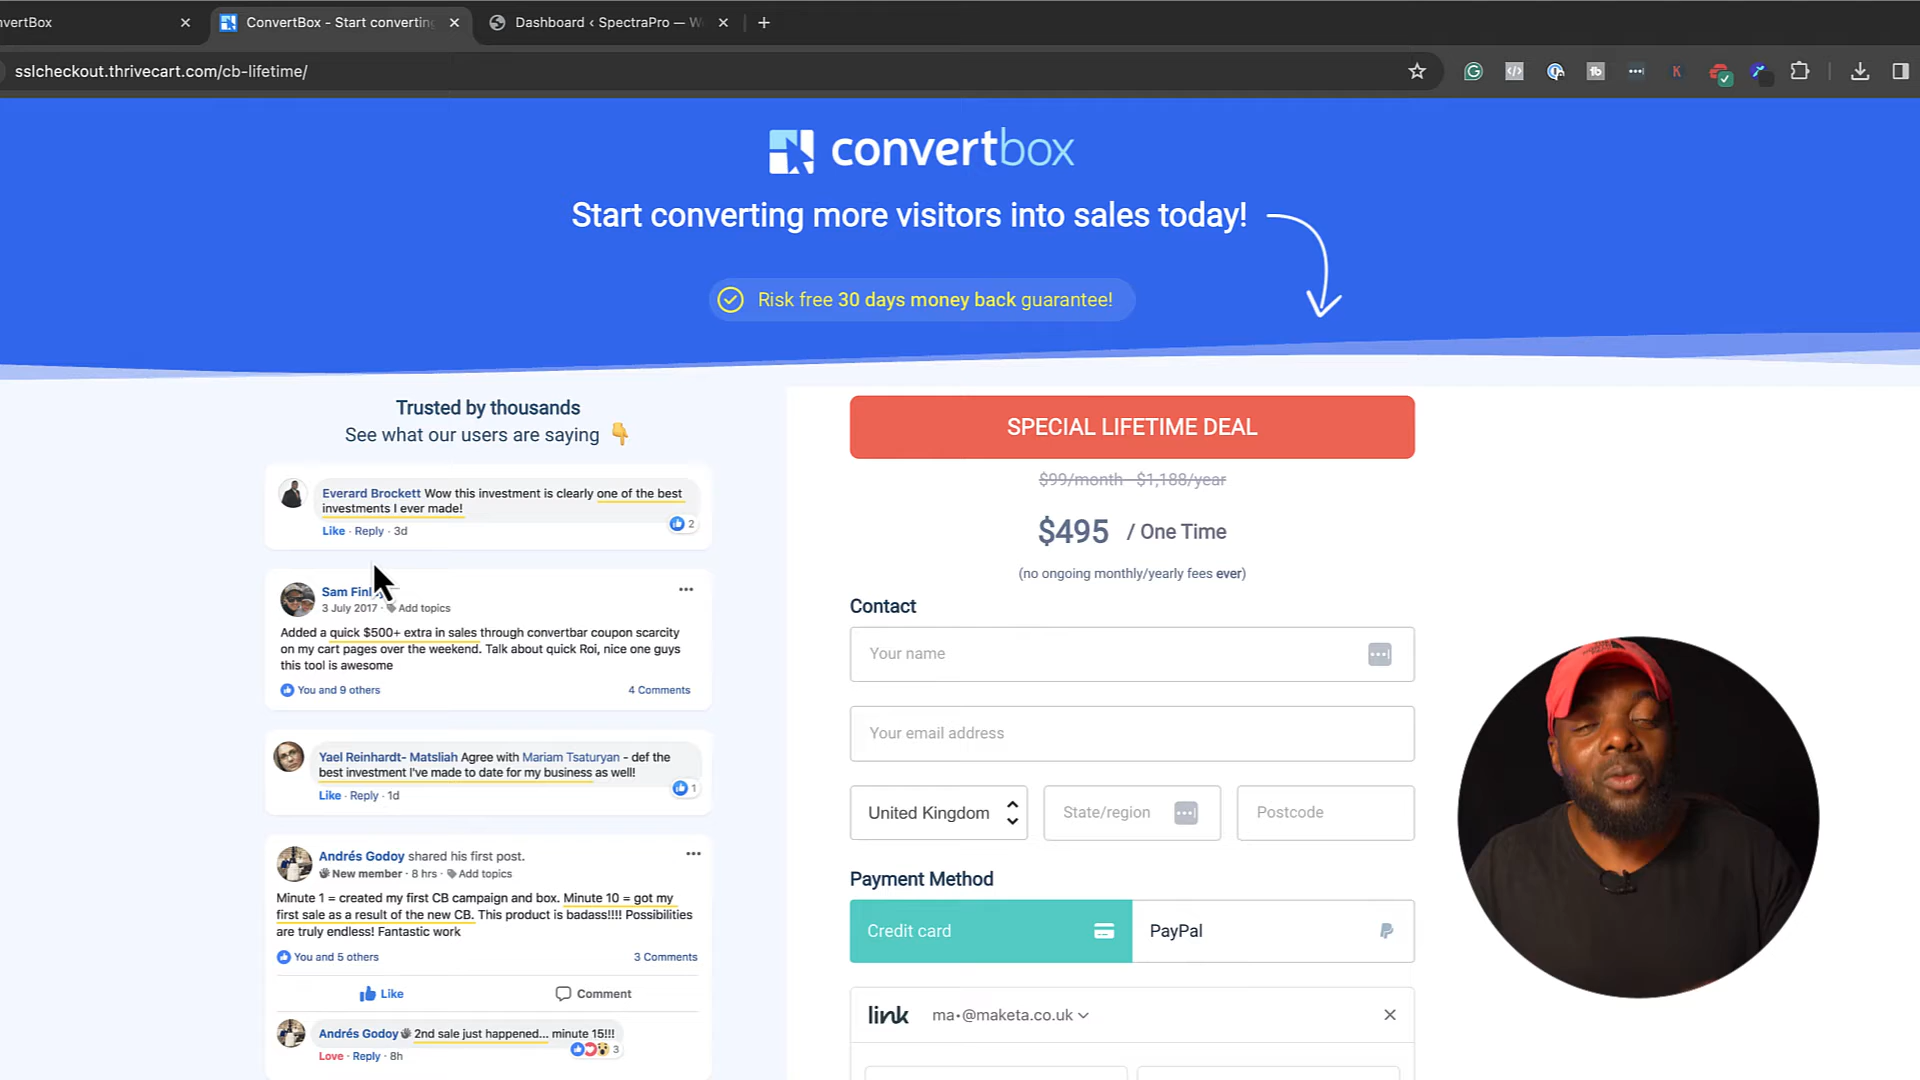 nvertBox
ConvertBox - Start converting
Dashboard ‹ SpectraPro — W
sslcheckout.thrivecart.com/cb-lifetime/
convertbox
Start converting more visitors into sales today!
Risk free 30 days money back guarantee!
Trusted by thousands
See what our users are saying 👇
Everard Brockett Wow this investment is clearly one of the best
investments I ever made!
Like · Reply · 3d
2
Sam Fin
3 July 2017 · Add topics
Added a quick $500+ extra in sales through convertbar coupon scarcity
on my cart pages over the weekend. Talk about quick Roi, nice one guys
this tool is awesome
You and 9 others
4 Comments
Yael Reinhardt- Matsliah Agree with Mariam Tsaturyan - def the
best investment I've made to date for my business as well!
Like · Reply · 1d
1
Andrés Godoy shared his first post.
New member · 8 hrs · Add topics
Minute 1 = created my first CB campaign and box. Minute 10 = got my
first sale as a result of the new CB. This product is badass!!!! Possibilities
are truly endless! Fantastic work
You and 5 others
3 Comments
Like
Comment
Andrés Godoy 2nd sale just happened... minute 15!!!
3
Love · Reply · 8h
SPECIAL LIFETIME DEAL
$99/month - $1,188/year
$495 / One Time
(no ongoing monthly/yearly fees ever)
Contact
Your name
Your email address
United Kingdom
State/region
Postcode
Payment Method
Credit card
PayPal
link
ma•@maketa.co.uk